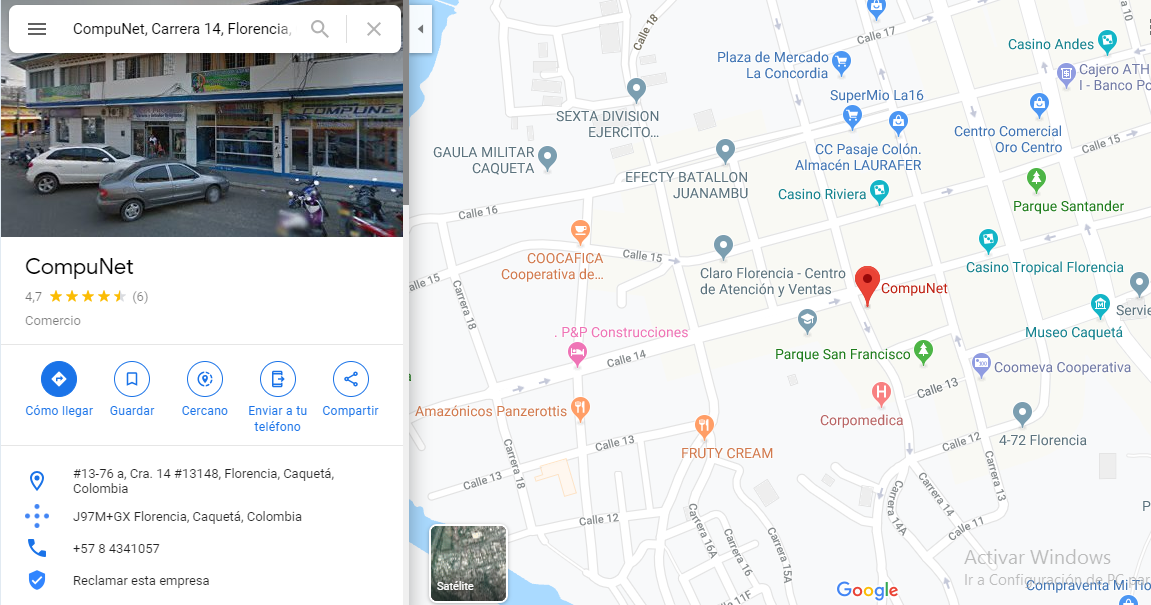 CompuNet, Carrera 14, Florencia,
COMPUNET
CompuNet
4,7 (6)
Comercio
Cómo llegar
Guardar
Cercano
Enviar a tu
teléfono
Compartir
#13-76 a, Cra. 14 #13148, Florencia, Caquetá,
Colombia
J97M+GX Florencia, Caquetá, Colombia
+57 8 4341057
Reclamar esta empresa
Calle 18
Calle 17
a 10
Casino Andes
Plaza de Mercado
La Concordia
Cajero ATH
I - Banco Po
SuperMio La16
SEXTA DIVISION
EJERCITO...
Centro Comercial
Oro Centro
CC Pasaje Colón.
Almacén LAURAFER
Calle 15
GAULA MILITAR
CAQUETA
EFECTY BATALLON
JUANAMBU
Casino Riviera
Parque Santander
Calle 16
COOCAFICA
Cooperativa de...
Calle 15
Claro Florencia - Centro
de Atención y Ventas
Casino Tropical Florencia
alle 15
Carrera 18
CompuNet
Servie
Museo Caquetá
. P&P Construcciones
Calle 14
Parque San Francisco
Coomeva Cooperativa
Calle 13
H
Corpomedica
Amazónicos Panzerottis
4-72 Florencia
Calle 12
Calle 13
FRUTY CREAM
Carrera 18
Calle 13
Carrera 14A
Carrera 14
Carrera 13
Calle 12
Calle 11
P
Carrera 16A
Carrera 16
Carrera 15A
Satélite
Activar Windows
Ir a Configuración de PC par
Compraventa Mi Tío
Google
le 11F